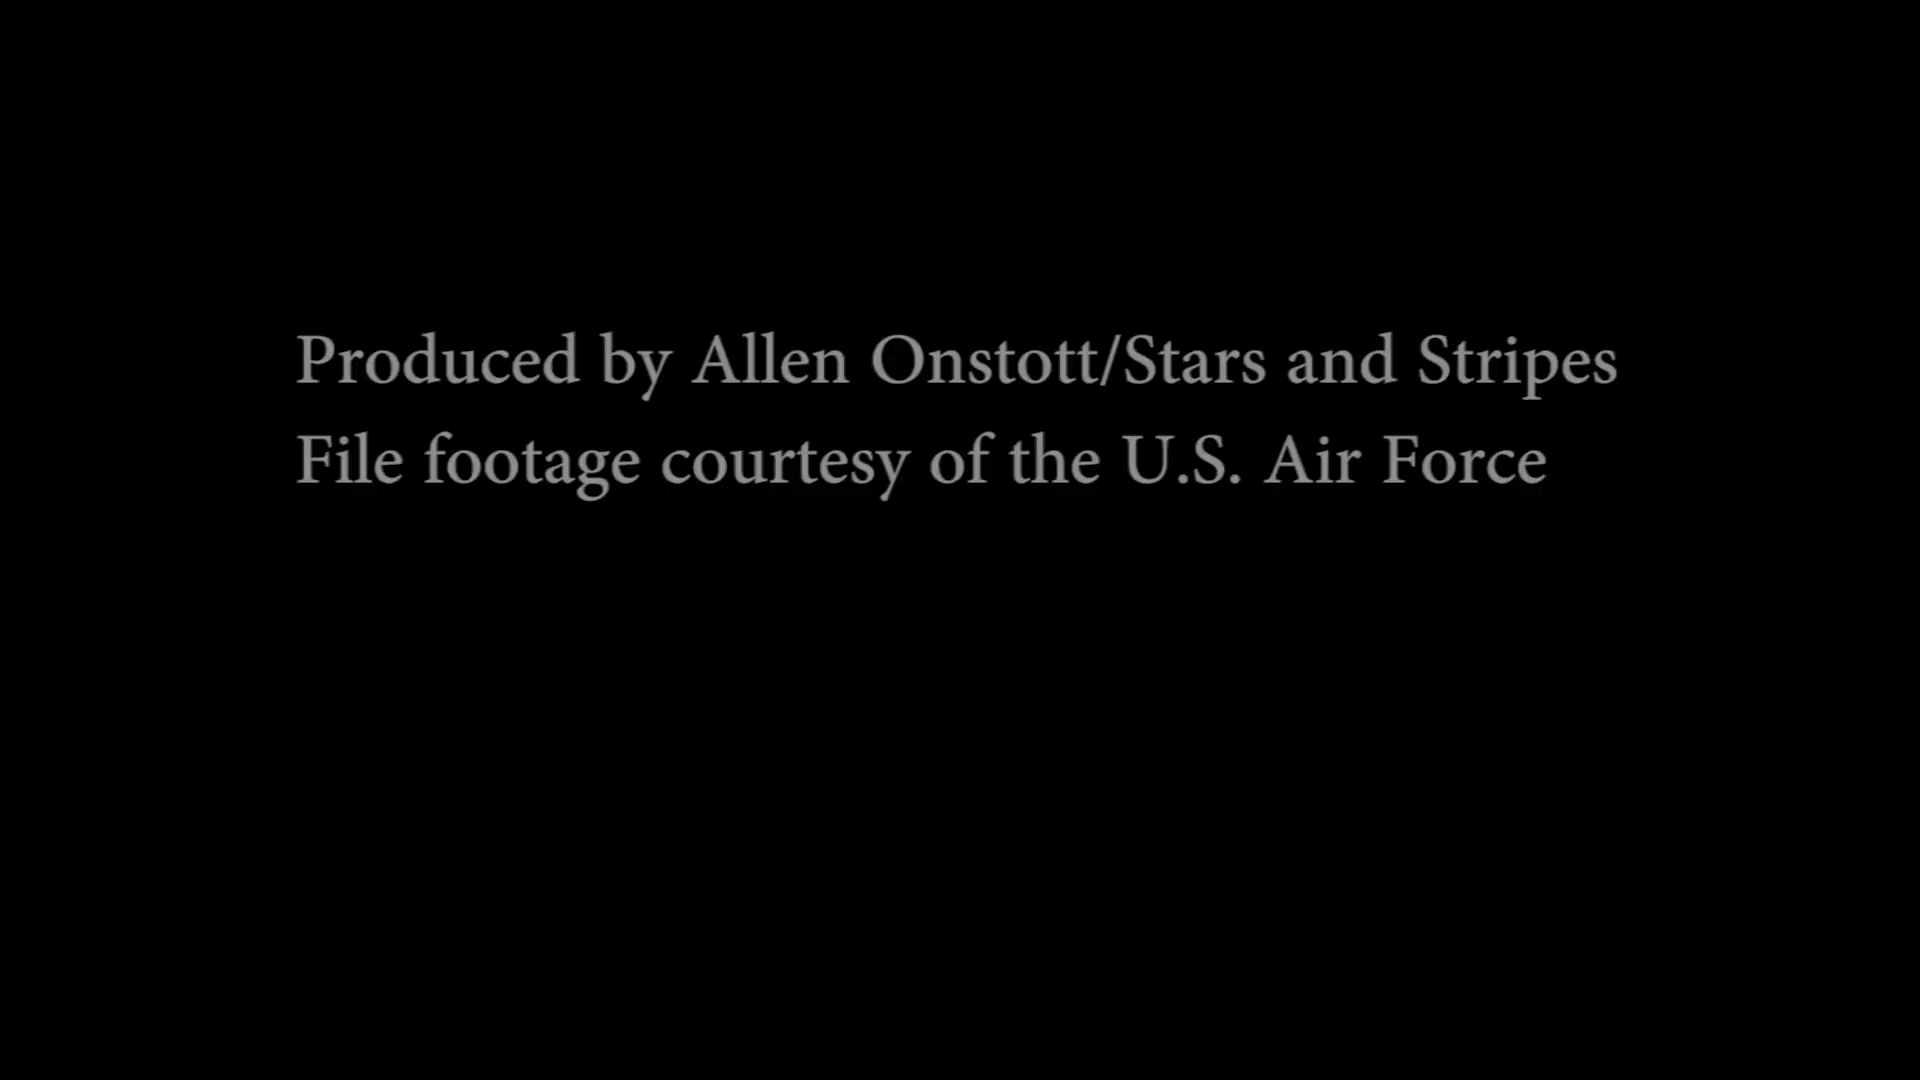 Produced by Allen Onstott/Stars and Stripes
File footage courtesy of the U.S. Air Force